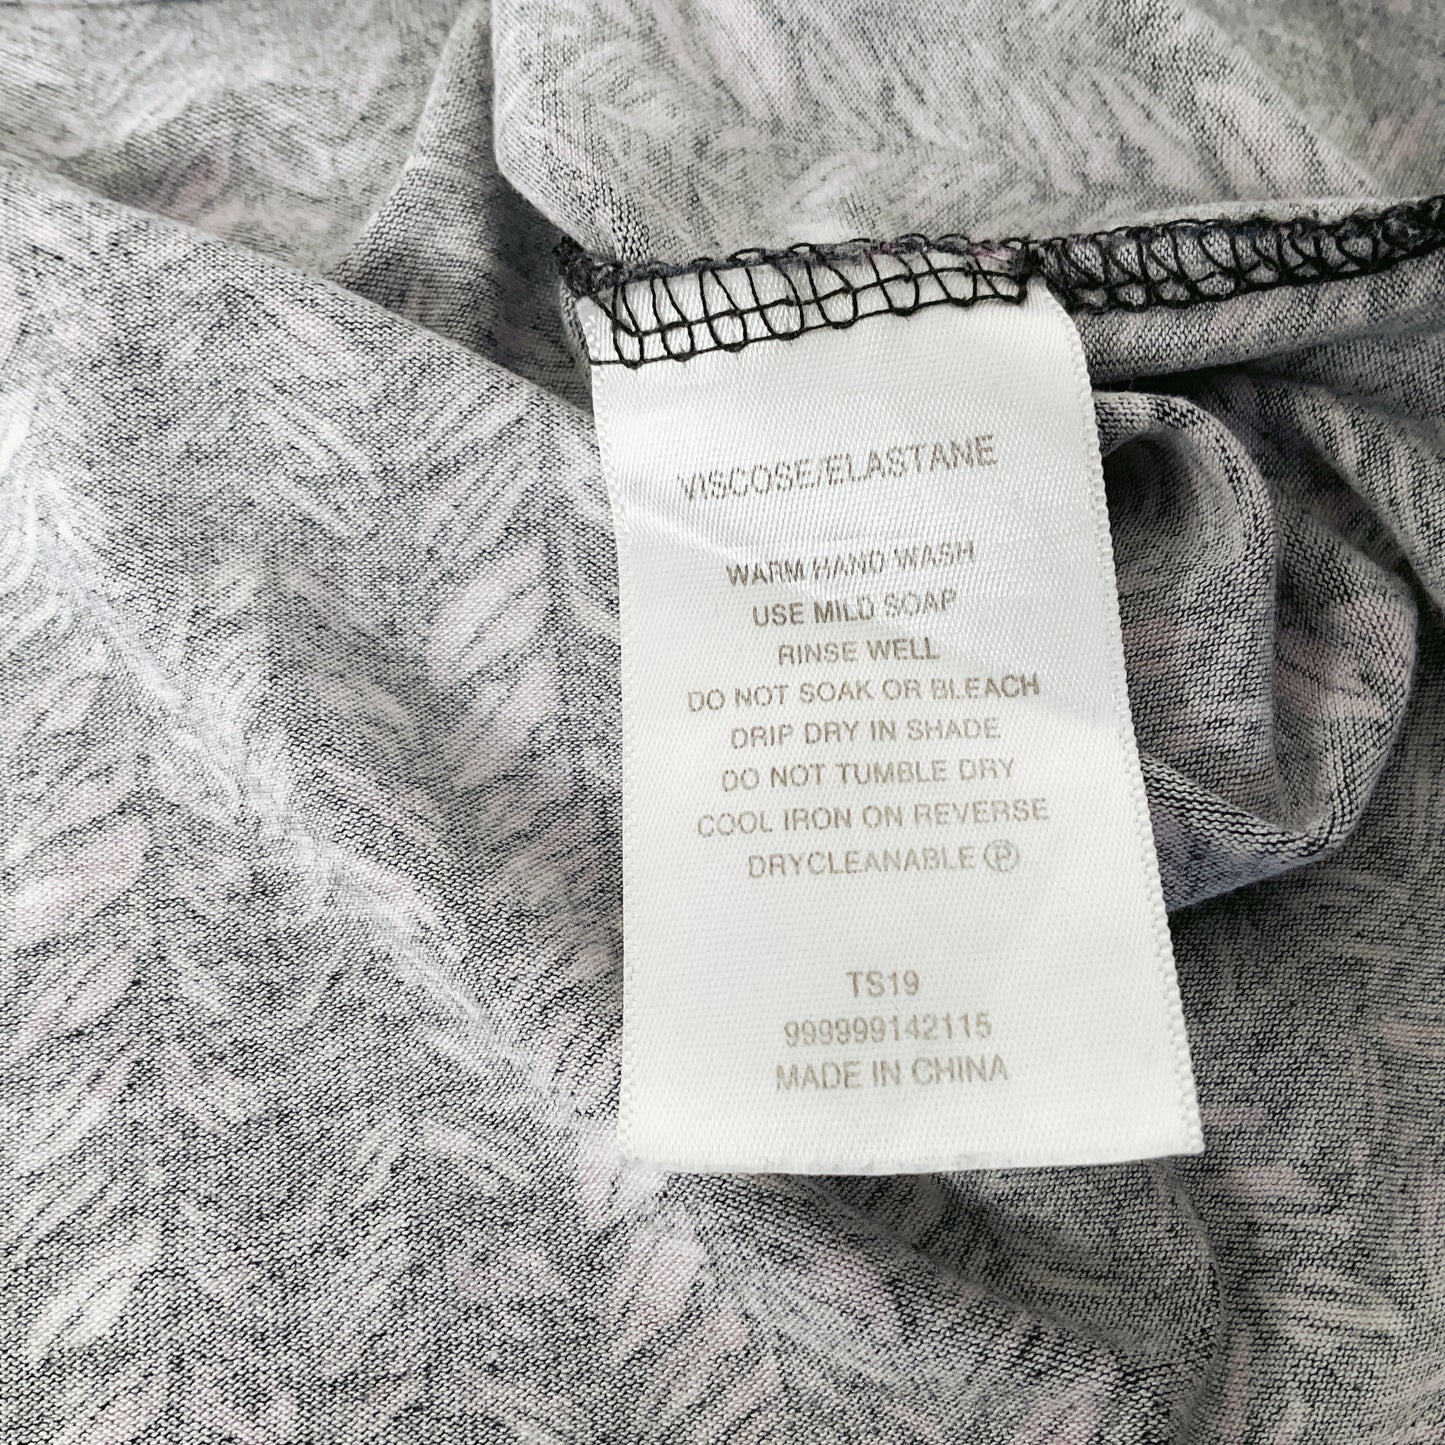 VISCOSE/ELASTANE
WARM HAND WASH
USE MILD SOAP
RINSE WELL
DO NOT SOAK OR BLEACH
DRIP DRY IN SHADE
DO NOT TUMBLE DRY
COOL IRON ON REVERSE
DRYCLEANABLE Ⓟ
TS19
999999142115
MADE IN CHINA